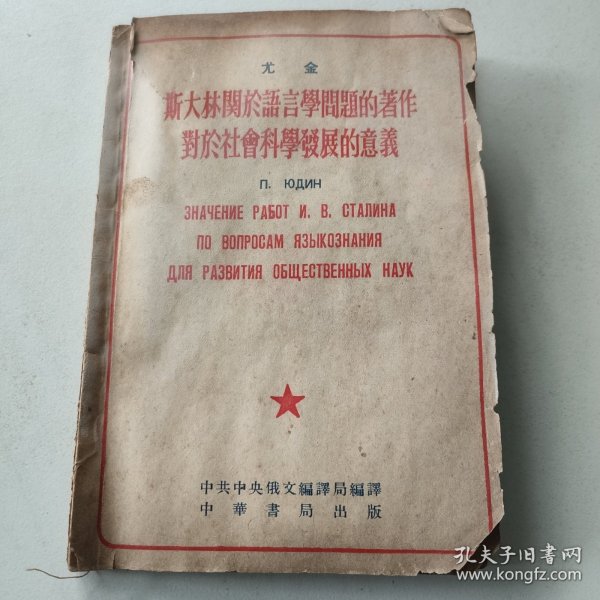 尤金
斯大林関於語言學問題的著作
對於社會科學發展的意義
П. ЮДИН
ЗНАЧЕНИЕ РАБОТ И. В. СТАЛИНА
ПО ВОПРОСАМ ЯЗЫКОЗНАНИЯ
ДЛЯ РАЗВИТИЯ ОБЩЕСТВЕННЫХ НАУК
中共中央俄文編譯局編譯
中華書局出版
孔夫子旧书网
www.kongfz.com